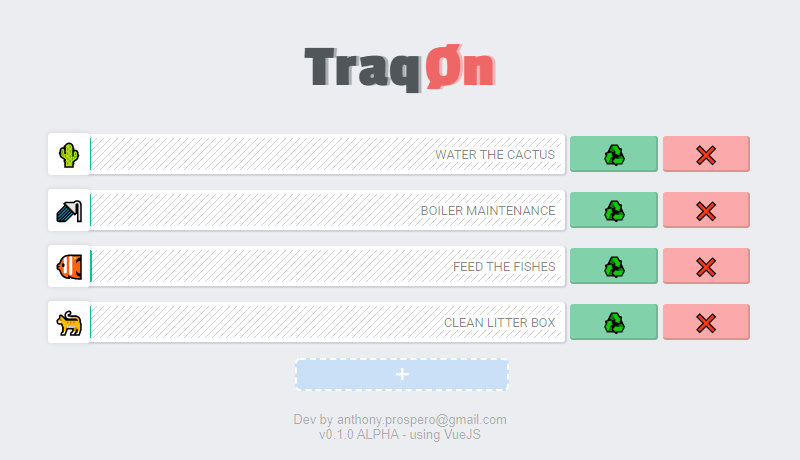 TraqØn
WATER THE CACTUS
BOILER MAINTENANCE
FEED THE FISHES
CLEAN LITTER BOX
+
Dev by anthony.prospero@gmail.com
v0.1.0 ALPHA - using VueJS